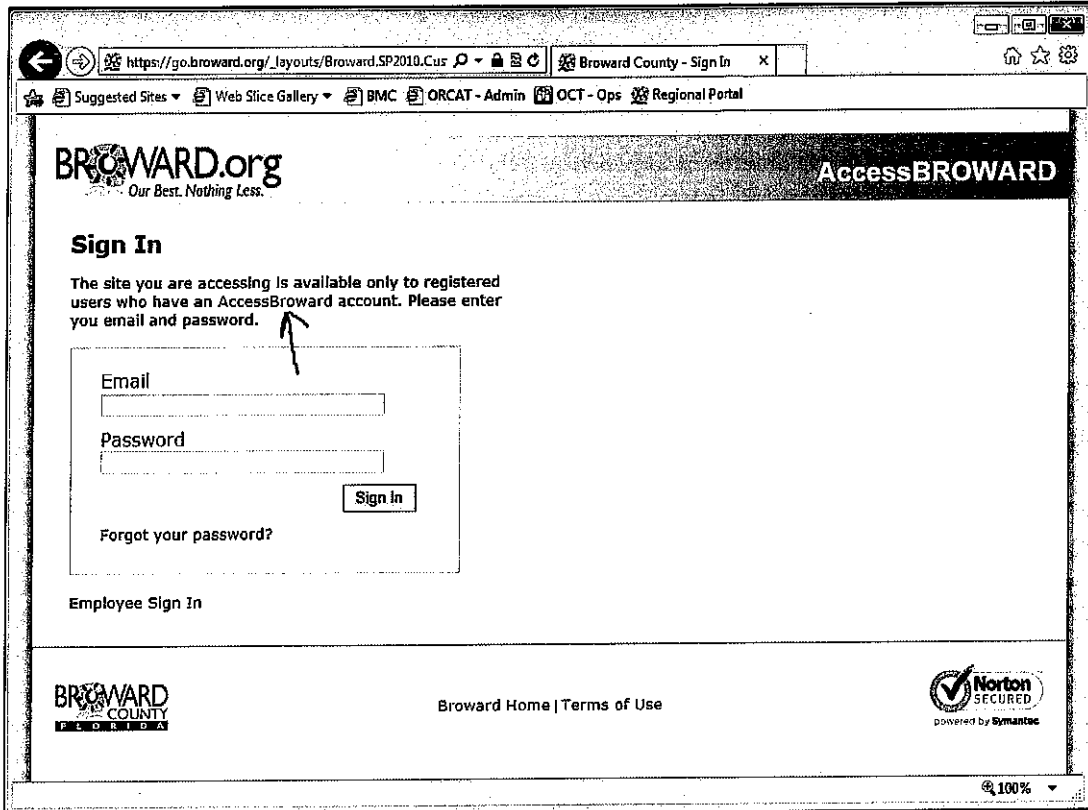 https://go.broward.org/_layouts/Broward.SP2010.Cus
Broward County - Sign In
Suggested Sites
Web Slice Gallery
BMC
ORCAT - Admin
OCT - Ops
Regional Portal
BROWARD.org
Our Best. Nothing Less.
AccessBROWARD
Sign In
The site you are accessing is available only to registered
users who have an AccessBroward account. Please enter
you email and password.
Email
Password
Sign In
Forgot your password?
Employee Sign In
BROWARD
COUNTY
FLORIDA
Broward Home | Terms of Use
Norton
SECURED
powered by Symantec
100%